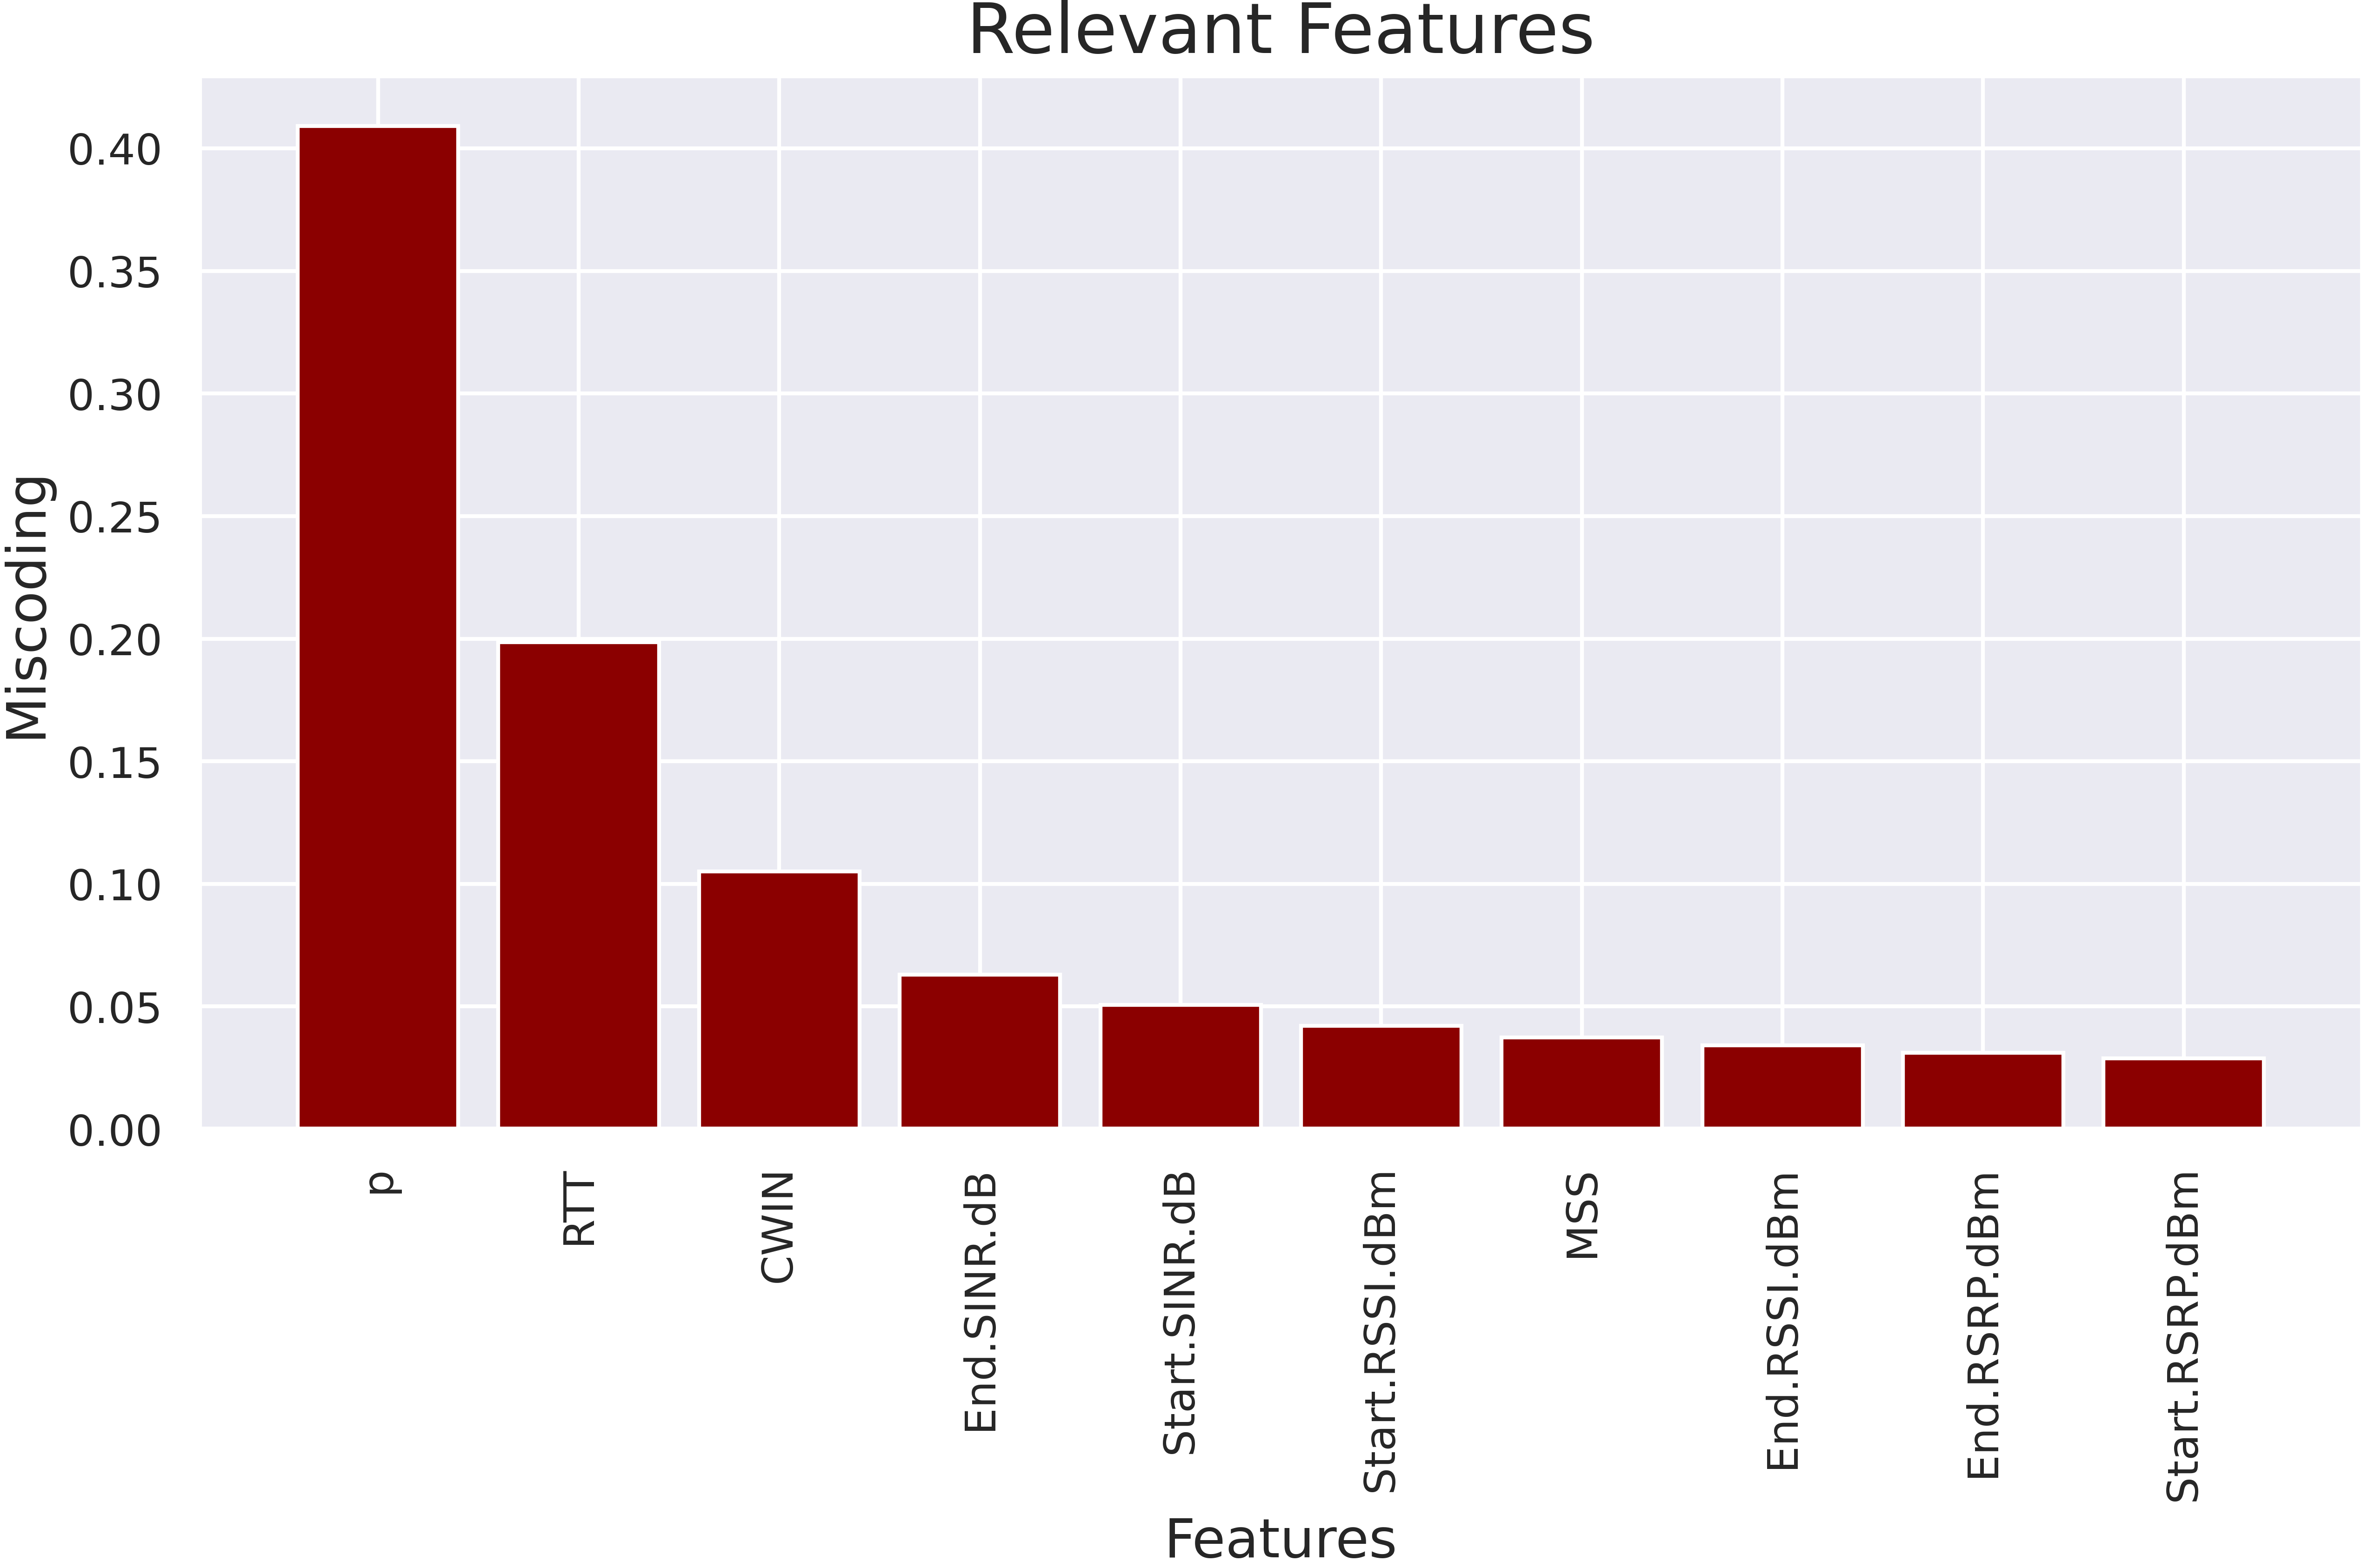 Relevant Features
Miscoding
0.40
0.35
0.30
0.25
0.20
0.15
0.10
0.05
0.00
p
RTT
CWIN
End.SINR.dB
Start.SINR.dB
Start.RSSI.dBm
MSS
End.RSSI.dBm
End.RSRP.dBm
Start.RSRP.dBm
Features